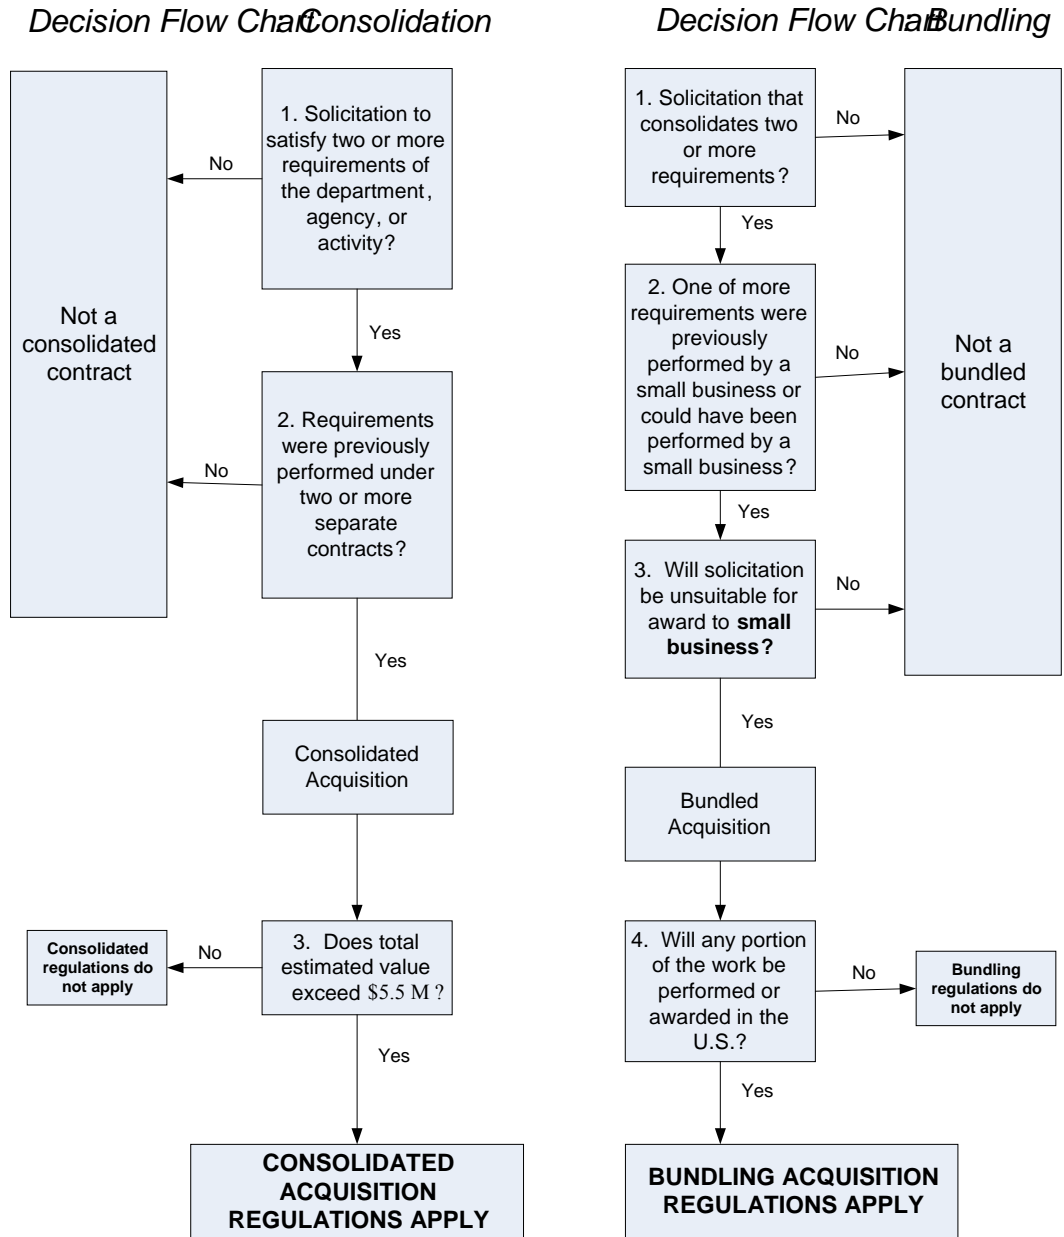 Decision Flow Chart: Consolidation
No
1. Solicitation to
satisfy two or more
requirements of
the department,
agency, or
activity?
Not a
consolidated
contract
Yes
No
2. Requirements
were previously
performed under
two or more
separate
contracts?
Yes
Consolidated
Acquisition
Consolidated
regulations do
not apply
No
3. Does total
estimated value
exceed $5.5 M ?
Yes
CONSOLIDATED
ACQUISITION
REGULATIONS APPLY
Decision Flow Chart: Bundling
1. Solicitation that
consolidates two
or more
requirements?
No
Yes
2. One of more
requirements were
previously
performed by a
small business or
could have been
performed by a
small business?
No
Not a
bundled
contract
Yes
3. Will solicitation
be unsuitable for
award to small
business?
No
Yes
Bundled
Acquisition
4. Will any portion
of the work be
performed or
awarded in the
U.S.?
No
Bundling
regulations do
not apply
Yes
BUNDLING ACQUISITION
REGULATIONS APPLY